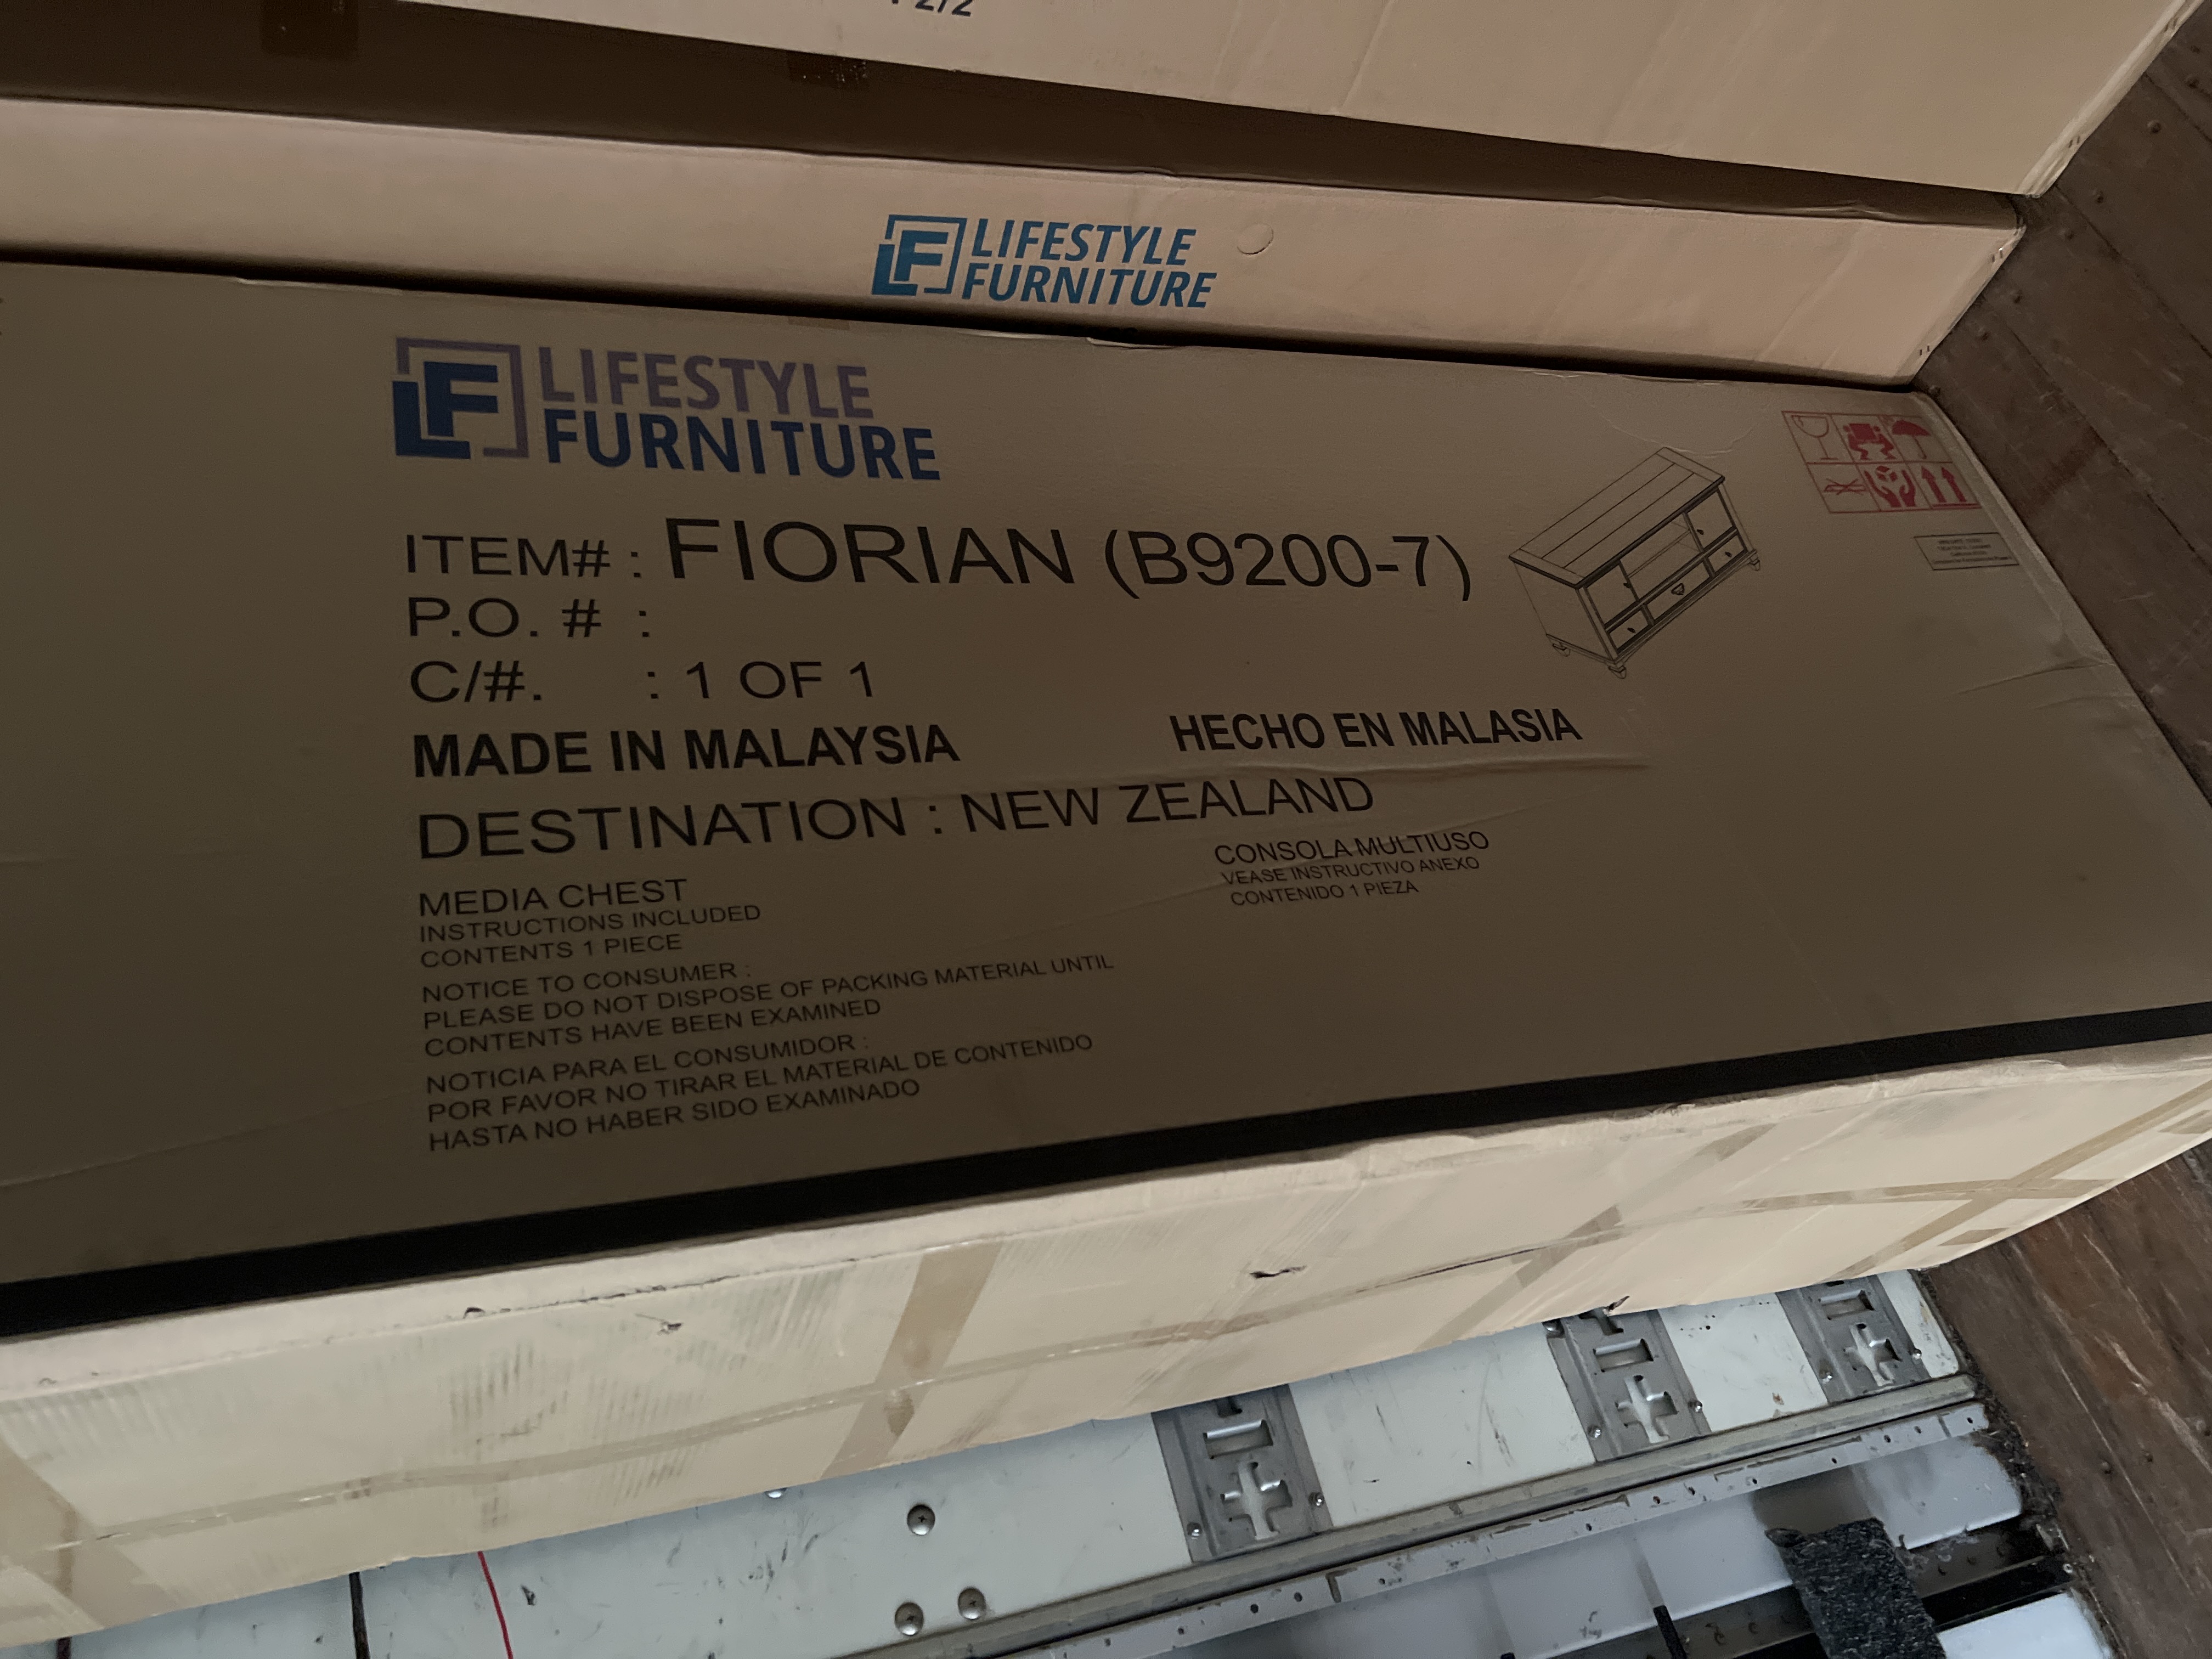 2/2
LIFESTYLE
FURNITURE
LF LIFESTYLE
FURNITURE
ITEM# : FIORIAN (B9200-7)
P.O. # :
C/#. : 1 OF 1
MADE IN MALAYSIA
HECHO EN MALASIA
DESTINATION : NEW ZEALAND
MEDIA CHEST
INSTRUCTIONS INCLUDED
CONTENTS 1 PIECE
CONSOLA MULTIUSO
VEASE INSTRUCTIVO ANEXO
CONTENIDO 1 PIEZA
NOTICE TO CONSUMER :
PLEASE DO NOT DISPOSE OF PACKING MATERIAL UNTIL
CONTENTS HAVE BEEN EXAMINED
NOTICIA PARA EL CONSUMIDOR :
POR FAVOR NO TIRAR EL MATERIAL DE CONTENIDO
HASTA NO HABER SIDO EXAMINADO